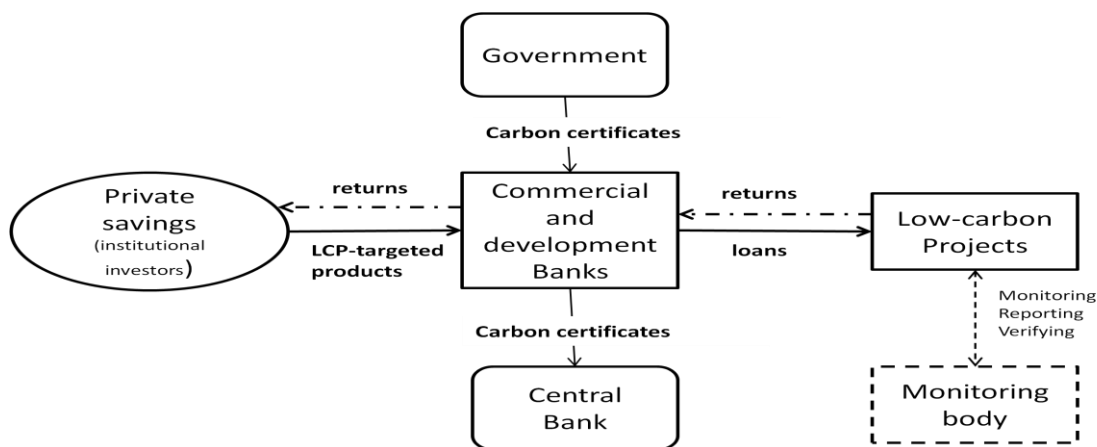 Government
Carbon certificates
Private
savings
(institutional
investors)
returns
LCP-targeted
products
Commercial
and
development
Banks
returns
loans
Low-carbon
Projects
Monitoring
Reporting
Verifying
Carbon certificates
Central
Bank
Monitoring
body